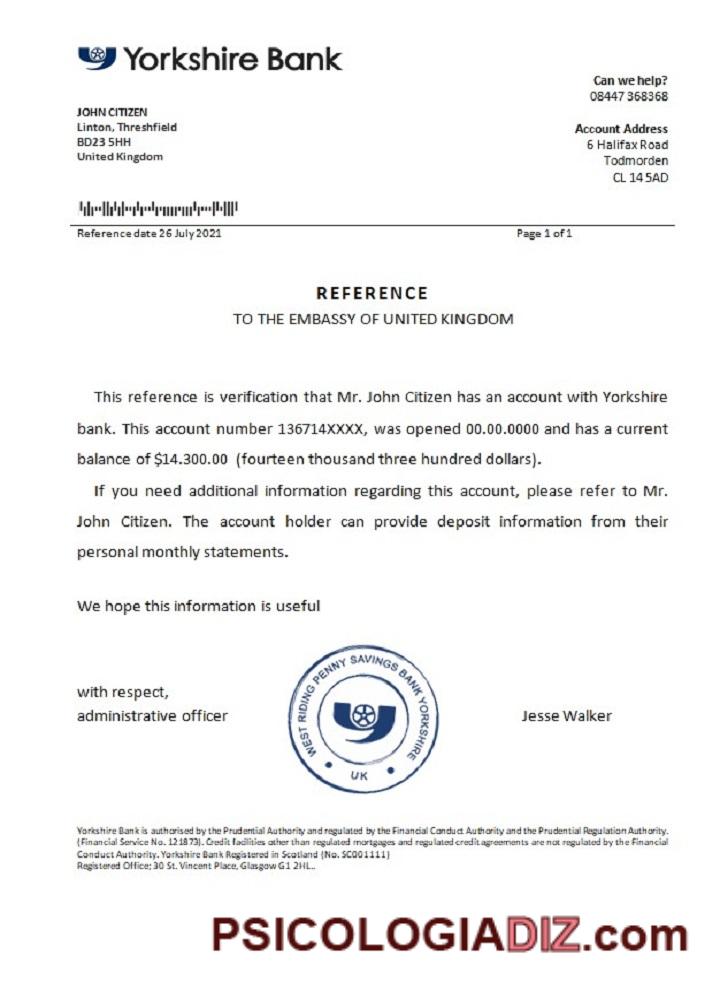 Yorkshire Bank
Can we help?
08447 368368
JOHN CITIZEN
Linton, Threshfield
BD23 5HH
United Kingdom
Account Address
6 Halifax Road
Todmorden
CL 14 5AD
Reference date 26 July 2021
Page 1 of 1
REFERENCE
TO THE EMBASSY OF UNITED KINGDOM
This reference is verification that Mr. John Citizen has an account with Yorkshire
bank. This account number 136714XXXX, was opened 00.00.0000 and has a current
balance of $14.300.00 (fourteen thousand three hundred dollars).
If you need additional information regarding this account, please refer to Mr.
John Citizen. The account holder can provide deposit information from their
personal monthly statements.
We hope this information is useful
with respect,
administrative officer
WEST RIDING PENNY SAVINGS BANK YORKSHIRE
UK
Jesse Walker
Yorkshire Bank is authorised by the Prudential Authority and regulated by the Financial Conduct Authority and the Prudential Regulation Authority.
(Financial Service No. 121873). Credit facilities other than regulated mortgages and regulated credit agreements are not regulated by the Financial
Conduct Authority. Yorkshire Bank Registered in Scotland (No. SC001111)
Registered Office; 30 St. Vincent Place, Glasgow G1 2HL..
PSICOLOGIADIZ.com